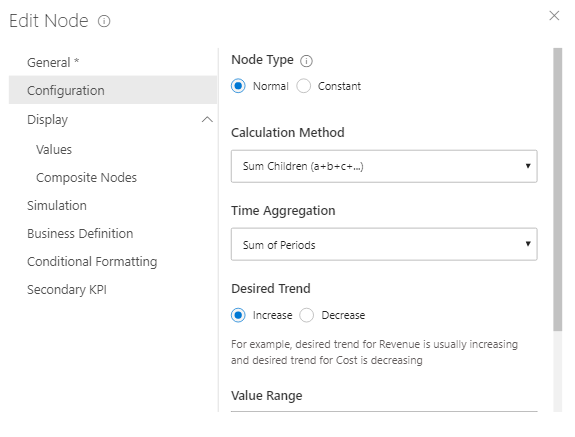 Edit Node
General *
Configuration
Display
Values
Composite Nodes
Simulation
Business Definition
Conditional Formatting
Secondary KPI
Node Type
Normal Constant
Calculation Method
Sum Children (a+b+c+...)
Time Aggregation
Sum of Periods
Desired Trend
Increase Decrease
For example, desired trend for Revenue is usually increasing
and desired trend for Cost is decreasing
Value Range